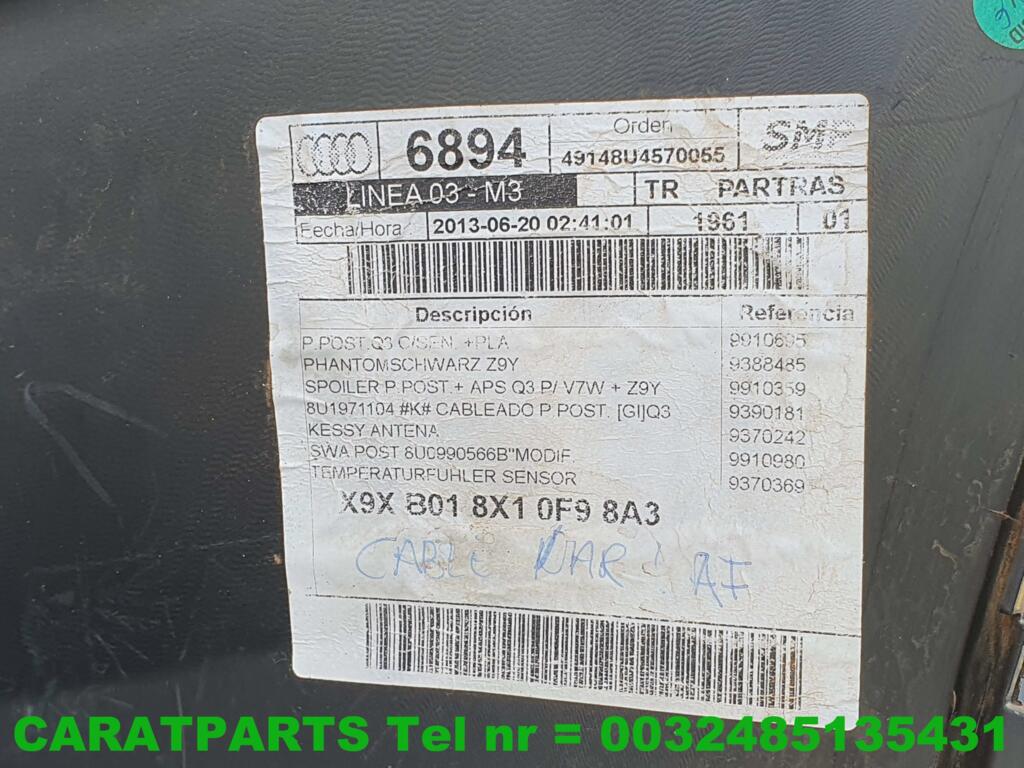 6894
Orden
49148U4570055
SMP
LINEA 03 - M3
TR PARTRAS
Fecha/Hora
2013-06-20 02:41:01
1961
01
Descripción
Referencia
P.POST.Q3 C/SEN. +PLA
9910695
PHANTOMSCHWARZ Z9Y
9388485
SPOILER P.POST.+ APS Q3 P/ V7W + Z9Y
9910359
8U1971104 #K# CABLEADO P.POST. [GI]Q3
9390181
KESSY ANTENA
9370242
SWA POST 8U0990566B"MODIF.
9910980
TEMPERATURFUHLER SENSOR
9370369
X9X B01 8X1 0F9 8A3
CABLE
CARATPARTS Tel nr = 0032485135431